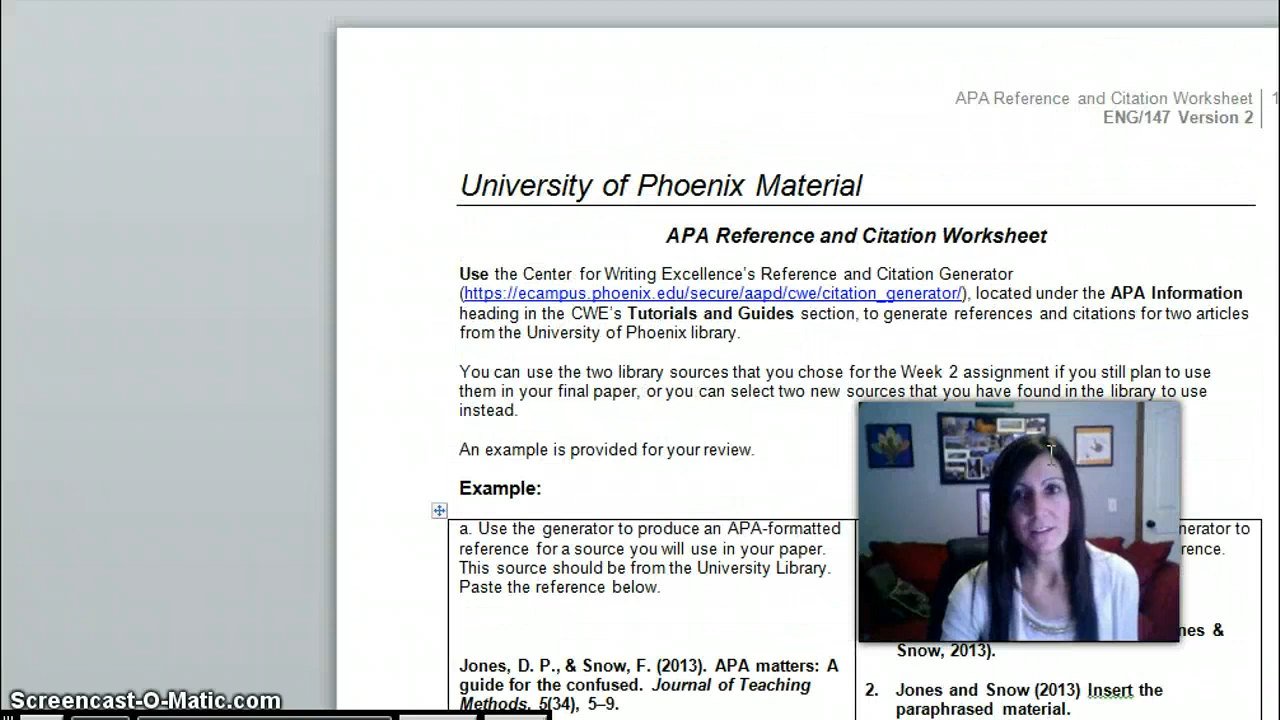 APA Reference and Citation Worksheet
ENG/147 Version 2
University of Phoenix Material
APA Reference and Citation Worksheet
Use the Center for Writing Excellence's Reference and Citation Generator
(https://ecampus.phoenix.edu/secure/aapd/cwe/citation_generator/), located under the APA Information
heading in the CWE's Tutorials and Guides section, to generate references and citations for two articles
from the University of Phoenix library.
You can use the two library sources that you chose for the Week 2 assignment if you still plan to use
them in your final paper, or you can select two new sources that you have found in the library to use
instead.
An example is provided for your review.
Example:
a. Use the generator to produce an APA-formatted
reference for a source you will use in your paper.
This source should be from the University Library.
Paste the reference below.
Jones, D. P., & Snow, F. (2013). APA matters: A
guide for the confused. Journal of Teaching
Methods, 5(34), 5–9.
to
&
Snow, 2013).
2. Jones and Snow (2013) Insert the
paraphrased material.
Screencast-O-Matic.com